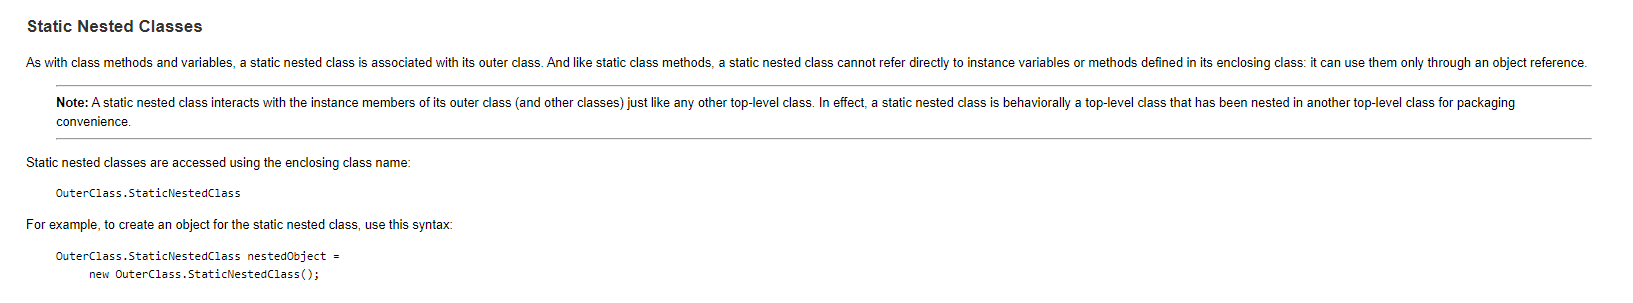 Static Nested Classes
As with class methods and variables, a static nested class is associated with its outer class. And like static class methods, a static nested class cannot refer directly to instance variables or methods defined in its enclosing class: it can use them only through an object reference.
Note: A static nested class interacts with the instance members of its outer class (and other classes) just like any other top-level class. In effect, a static nested class is behaviorally a top-level class that has been nested in another top-level class for packaging
convenience.
Static nested classes are accessed using the enclosing class name:
OuterClass.StaticNestedClass
For example, to create an object for the static nested class, use this syntax:
OuterClass.StaticNestedClass nestedObject =
new OuterClass.StaticNestedClass();